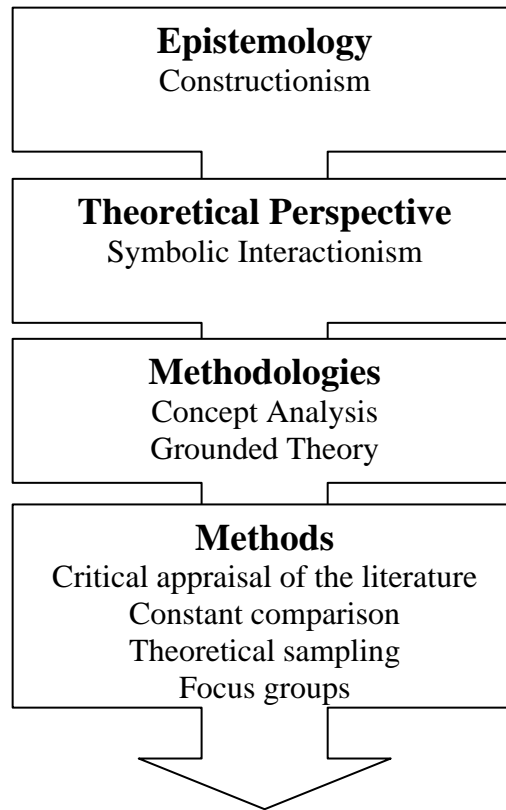 Epistemology
Constructionism
Theoretical Perspective
Symbolic Interactionism
Methodologies
Concept Analysis
Grounded Theory
Methods
Critical appraisal of the literature
Constant comparison
Theoretical sampling
Focus groups